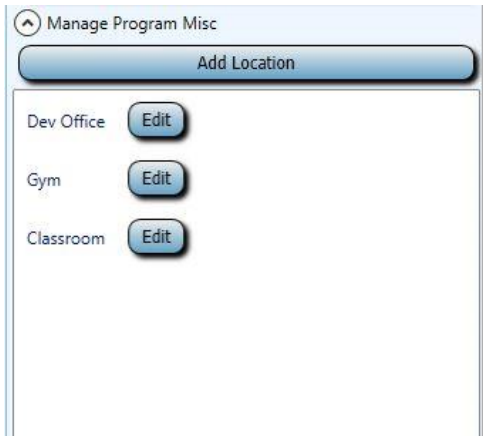 Manage Program Misc
Add Location
Dev Office Edit
Gym Edit
Classroom Edit